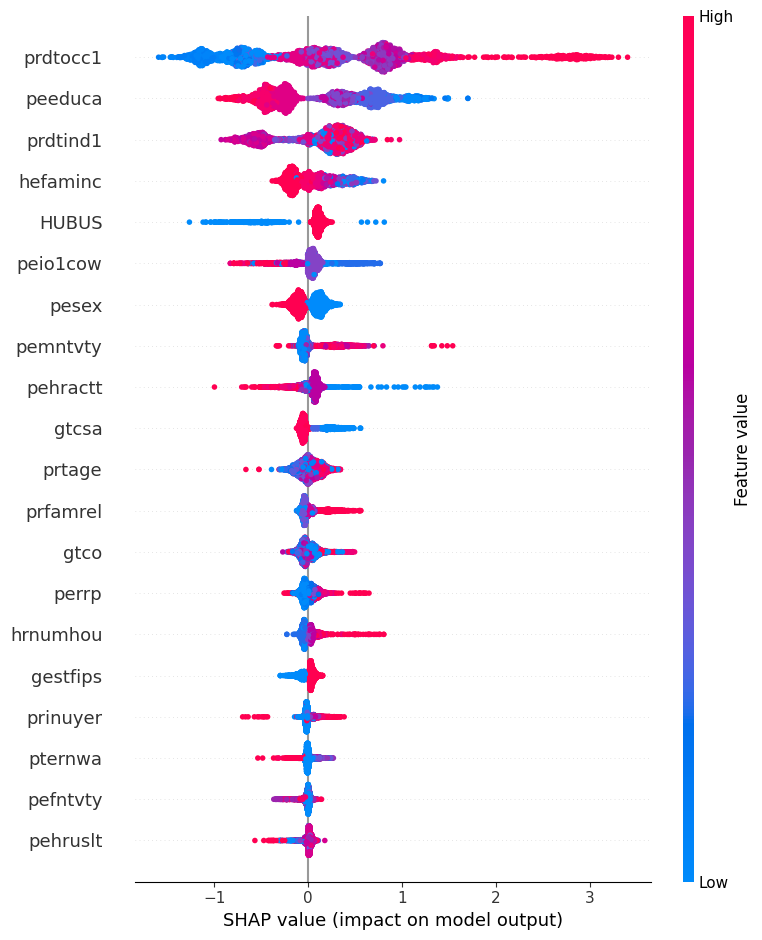 High
prdtocc1
peeduca
prdtind1
hefaminc
HUBUS
peio1cow
pesex
pemntvty
pehractt
gtcsa
prtage
prfamrel
gtco
perrp
hrnumhou
gestfips
prinuyer
pternwa
pefntvty
pehruslt
Feature value
Low
−1 0 1 2 3
SHAP value (impact on model output)